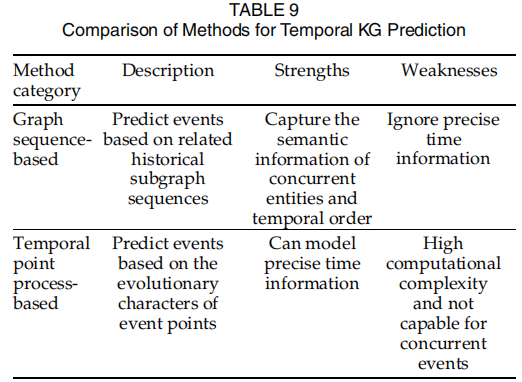 TABLE 9
Comparison of Methods for Temporal KG Prediction
Method category
Description
Strengths
Weaknesses
Graph sequence-based
Predict events based on related historical subgraph sequences
Capture the semantic information of concurrent entities and temporal order
Ignore precise time information
Temporal point process-based
Predict events based on the evolutionary characters of event points
Can model precise time information
High computational complexity and not capable for concurrent events